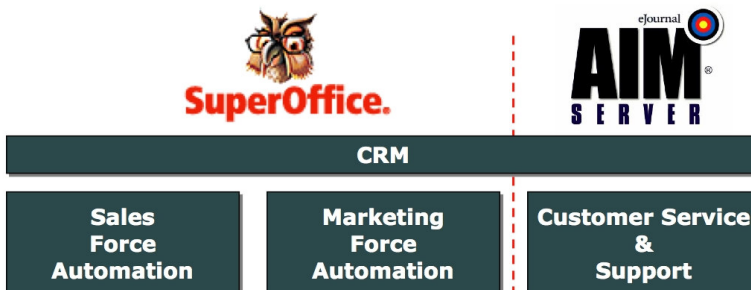 SuperOffice.
eJournal
AIM®
SERVER
CRM
Sales
Force
Automation
Marketing
Force
Automation
Customer Service
&
Support